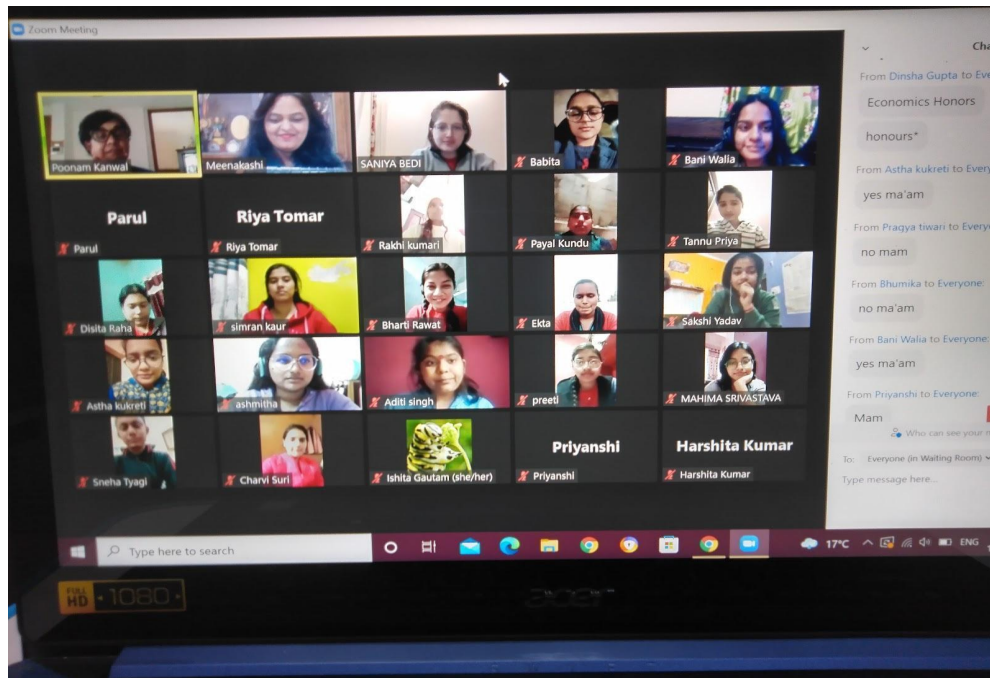 Zoom Meeting
Poonam Kanwal
Meenakashi
SANIYA BEDI
Babita
Bani Walia
Parul
Parul
Riya Tomar
Riya Tomar
Rakhi kumari
Payal Kundu
Tannu Priya
Disita Raha
simran kaur
Bharti Rawat
Ekta
Sakshi Yadav
Astha kukreti
ashmitha
Aditi singh
preeti
MAHIMA SRIVASTAVA
Sneha Tyagi
Charvi Suri
Ishita Gautam (she/her)
Priyanshi
Priyanshi
Harshita Kumar
Harshita Kumar
From Dinsha Gupta to
Economics Honors
honours*
From Astha kukreti to
yes ma'am
From Pragya tiwari to
no mam
From Bhumika to Everyone:
no ma'am
From Bani Walia to Everyone:
yes ma'am
From Priyanshi to Everyone:
Mam
Who can see your
To: Everyone (in Waiting Room)
Type message here...
Type here to search
17°C
ENG
FULL HD 1080
acer